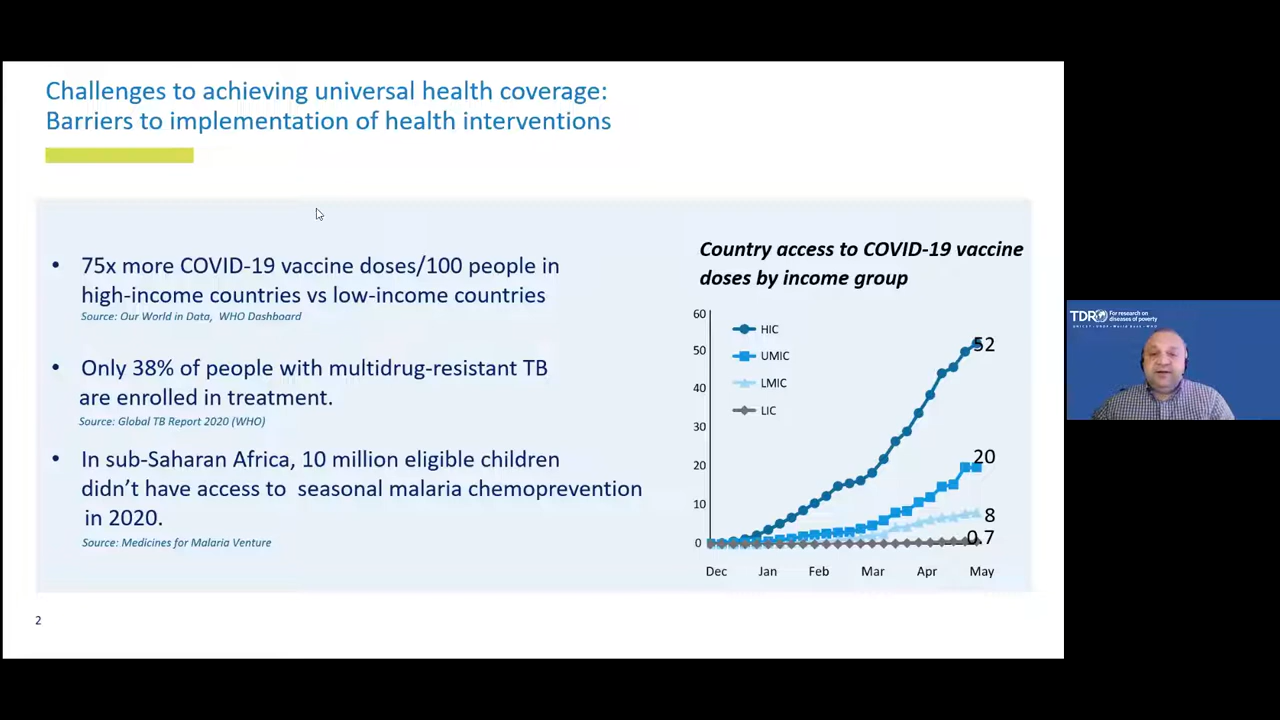 Challenges to achieving universal health coverage:
Barriers to implementation of health interventions
• 75x more COVID-19 vaccine doses/100 people in
high-income countries vs low-income countries
Source: Our World in Data, WHO Dashboard
• Only 38% of people with multidrug-resistant TB
are enrolled in treatment.
Source: Global TB Report 2020 (WHO)
• In sub-Saharan Africa, 10 million eligible children
didn’t have access to seasonal malaria chemoprevention
in 2020.
Source: Medicines for Malaria Venture
Country access to COVID-19 vaccine
doses by income group
60
50
40
30
20
10
0
HIC
UMIC
LMIC
LIC
52
20
8
0.7
Dec Jan Feb Mar Apr May
2
TDR For research on
diseases of poverty